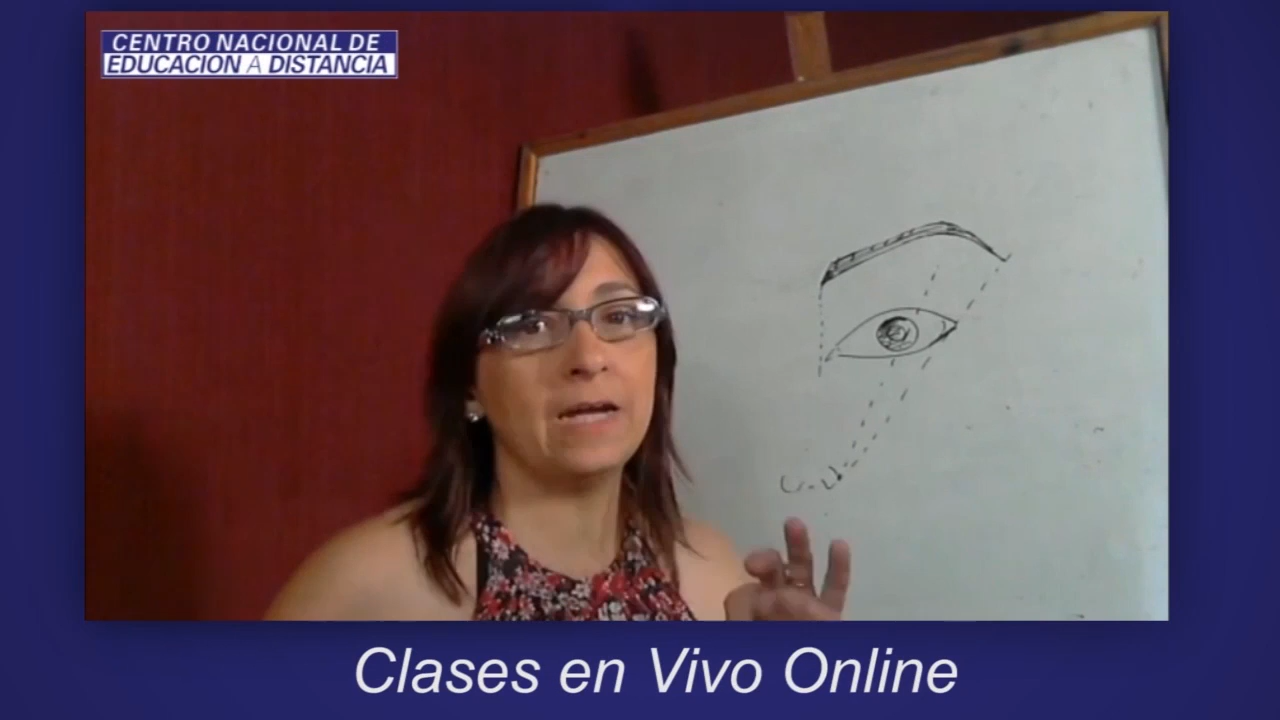 CENTRO NACIONAL DE
EDUCACION A DISTANCIA
Clases en Vivo Online